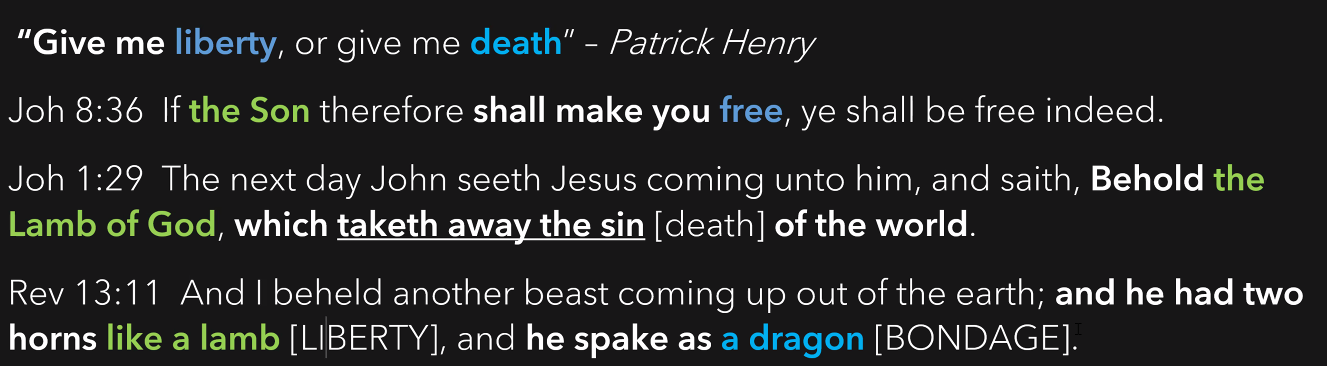 “Give me liberty, or give me death” – Patrick Henry
Joh 8:36  If the Son therefore shall make you free, ye shall be free indeed.
Joh 1:29  The next day John seeth Jesus coming unto him, and saith, Behold the
Lamb of God, which taketh away the sin [death] of the world.
Rev 13:11  And I beheld another beast coming up out of the earth; and he had two
horns like a lamb [LIBERTY], and he spake as a dragon [BONDAGE].